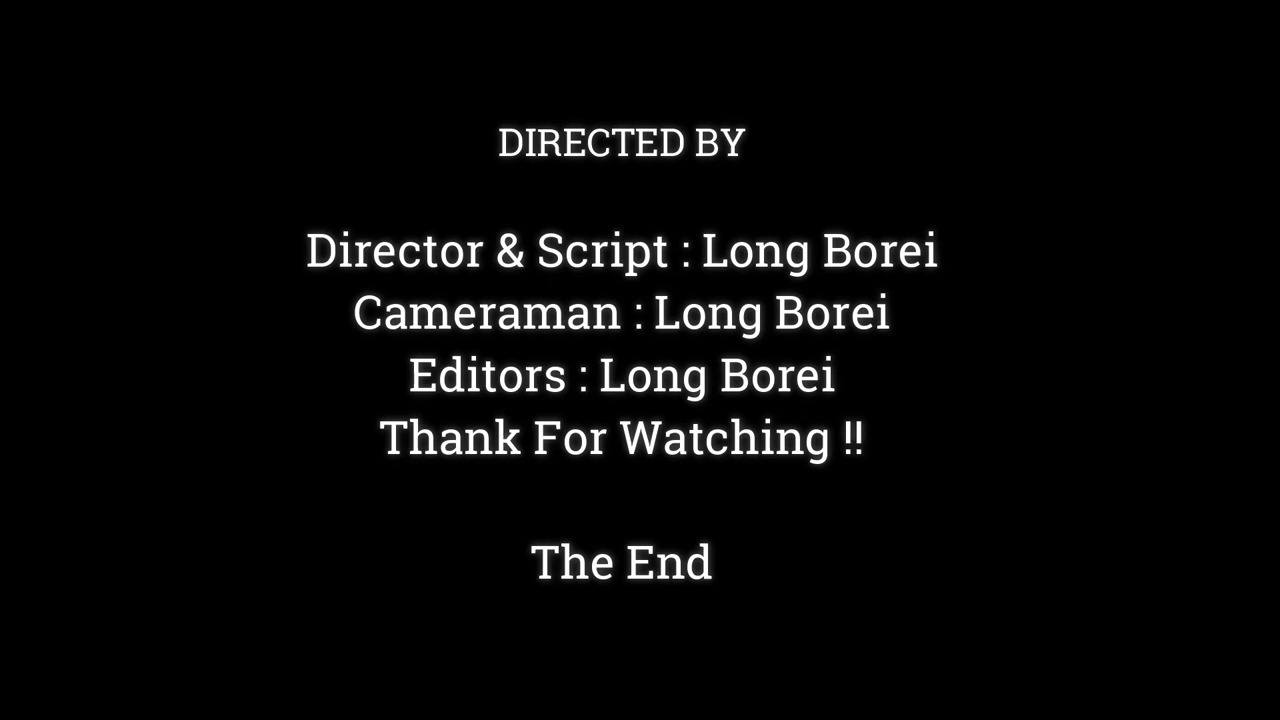 DIRECTED BY
Director & Script : Long Borei
Cameraman : Long Borei
Editors : Long Borei
Thank For Watching !!
The End